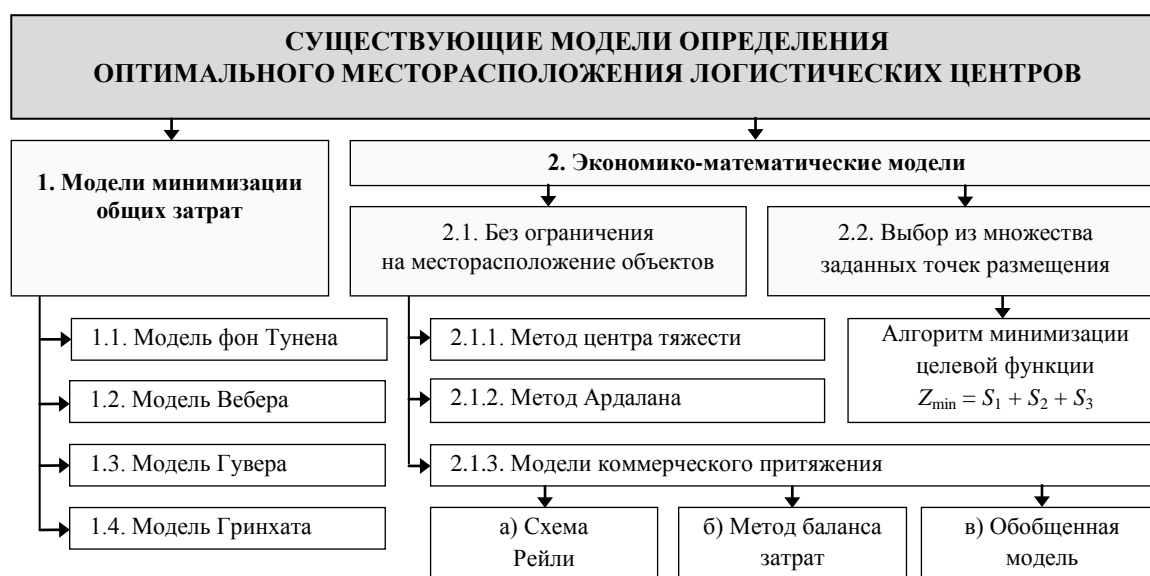 СУЩЕСТВУЮЩИЕ МОДЕЛИ ОПРЕДЕЛЕНИЯ
ОПТИМАЛЬНОГО МЕСТОРАСПОЛОЖЕНИЯ ЛОГИСТИЧЕСКИХ ЦЕНТРОВ
1. Модели минимизации
общих затрат
1.1. Модель фон Тунена
1.2. Модель Вебера
1.3. Модель Гувера
1.4. Модель Гринхата
2. Экономико-математические модели
2.1. Без ограничения
на месторасположение объектов
2.1.1. Метод центра тяжести
2.1.2. Метод Ардалана
2.1.3. Модели коммерческого притяжения
а) Схема
Рейли
б) Метод баланса
затрат
в) Обобщенная
модель
2.2. Выбор из множества
заданных точек размещения
Алгоритм минимизации
целевой функции
Zmin = S1 + S2 + S3